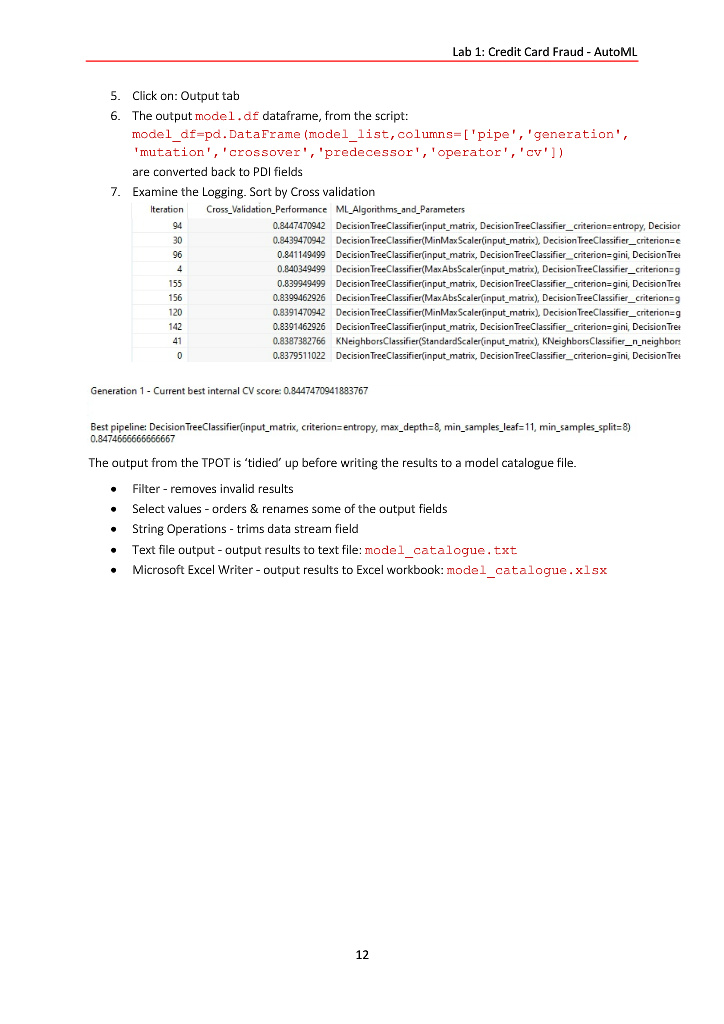 Lab 1: Credit Card Fraud - AutoML
5. Click on: Output tab
6. The output model.df dataframe, from the script:
model_df=pd.DataFrame(model_list,columns=['pipe','generation',
'mutation','crossover','predecessor','operator','cv'])
are converted back to PDI fields
7. Examine the Logging. Sort by Cross validation
Iteration Cross_Validation_Performance ML_Algorithms_and_Parameters
94 0.8447470942 DecisionTreeClassifier(input_matrix, DecisionTreeClassifier__criterion=entropy, Decisior
30 0.8439470942 DecisionTreeClassifier(MinMaxScaler(input_matrix), DecisionTreeClassifier__criterion=e
96 0.841149499 DecisionTreeClassifier(input_matrix, DecisionTreeClassifier__criterion=gini, DecisionTree
4 0.840349499 DecisionTreeClassifier(MaxAbsScaler(input_matrix), DecisionTreeClassifier__criterion=g
155 0.839949499 DecisionTreeClassifier(input_matrix, DecisionTreeClassifier__criterion=gini, DecisionTree
156 0.8399462926 DecisionTreeClassifier(MaxAbsScaler(input_matrix), DecisionTreeClassifier__criterion=g
120 0.8391470942 DecisionTreeClassifier(MinMaxScaler(input_matrix), DecisionTreeClassifier__criterion=g
142 0.8391462926 DecisionTreeClassifier(input_matrix, DecisionTreeClassifier__criterion=gini, DecisionTree
41 0.8387382766 KNeighborsClassifier(StandardScaler(input_matrix), KNeighborsClassifier__n_neighbors
0 0.8379511022 DecisionTreeClassifier(input_matrix, DecisionTreeClassifier__criterion=gini, DecisionTree
Generation 1 - Current best internal CV score: 0.8447470941883767
Best pipeline: DecisionTreeClassifier(input_matrix, criterion=entropy, max_depth=8, min_samples_leaf=11, min_samples_split=8)
0.8474666666666667
The output from the TPOT is ‘tidied’ up before writing the results to a model catalogue file.
• Filter - removes invalid results
• Select values - orders & renames some of the output fields
• String Operations - trims data stream field
• Text file output - output results to text file: model_catalogue.txt
• Microsoft Excel Writer - output results to Excel workbook: model_catalogue.xlsx
12